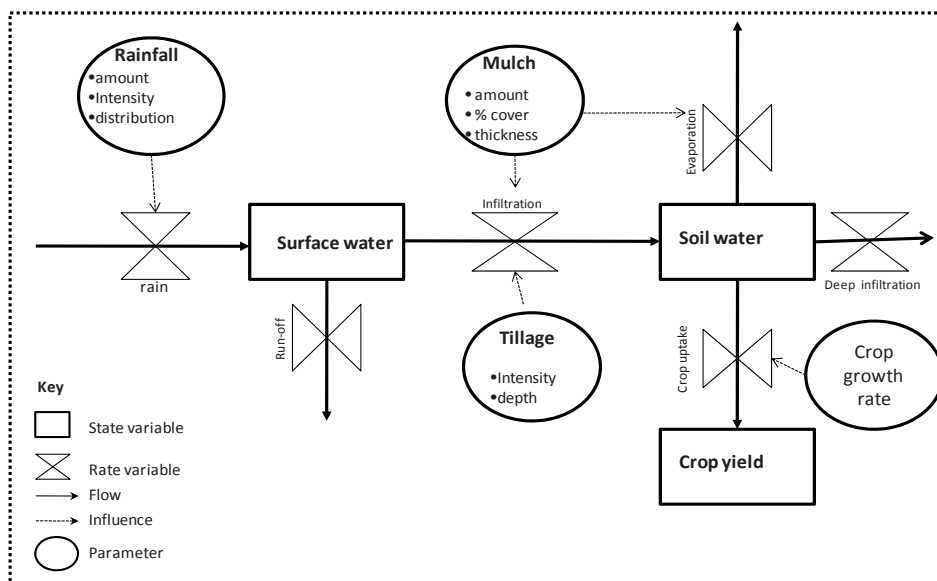 Rainfall
•amount
•Intensity
•distribution
rain
Surface water
Run-off
Mulch
• amount
• % cover
• thickness
Infiltration
Tillage
•Intensity
•depth
Evaporation
Soil water
Deep infiltration
Crop uptake
Crop
growth
rate
Crop yield
Key
State variable
Rate variable
Flow
Influence
Parameter